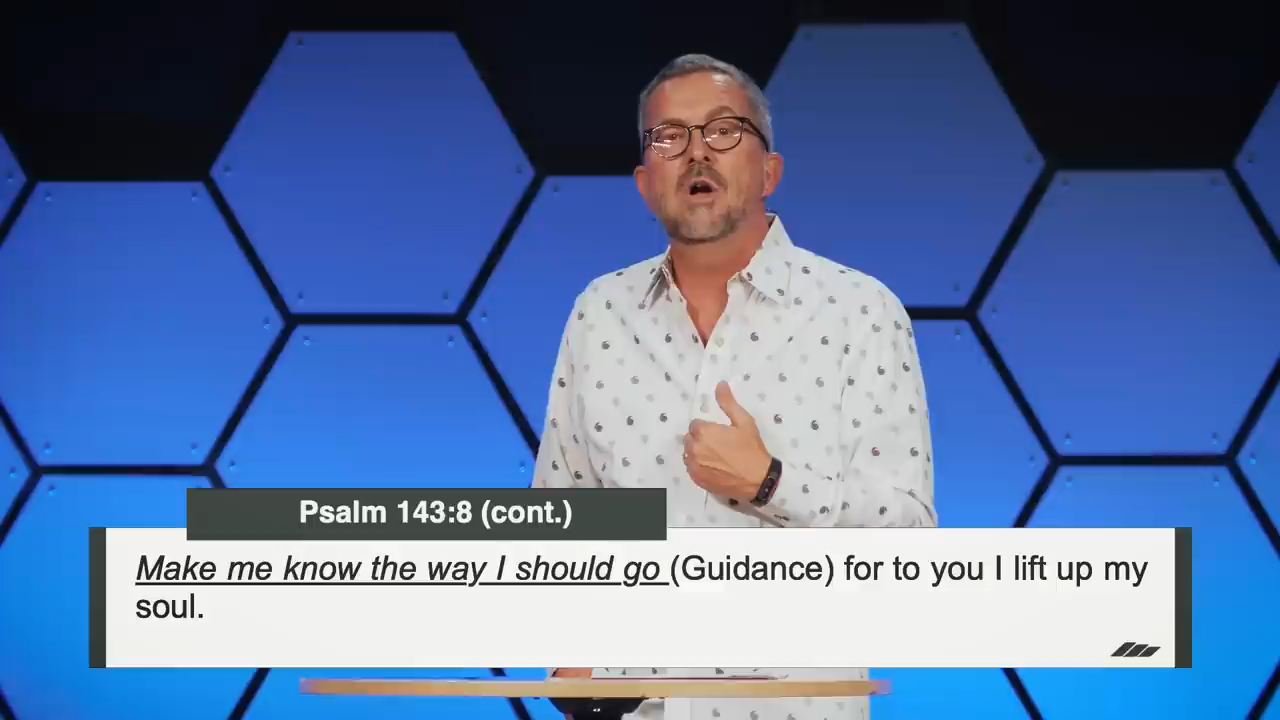 Psalm 143:8 (cont.)
Make me know the way I should go (Guidance) for to you I lift up my
soul.